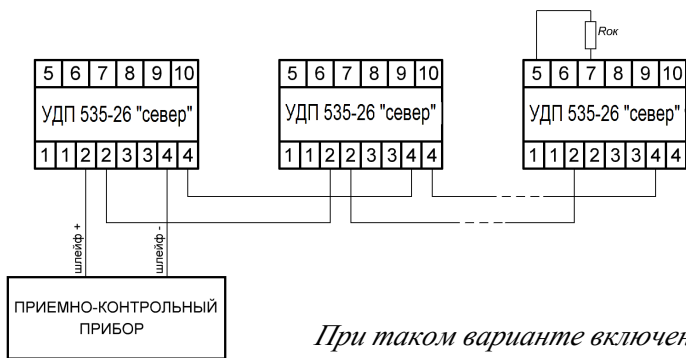 Rок
5 6 7 8 9 10 5 6 7 8 9 10 5 6 7 8 9 10
УДП 535-26 "север" УДП 535-26 "север" УДП 535-26 "север"
1 1 2 2 3 3 4 4 1 1 2 2 3 3 4 4 1 1 2 2 3 3 4 4
шлейф +
шлейф -
ПРИЕМНО-КОНТРОЛЬНЫЙ
ПРИБОР
При таком варианте включен